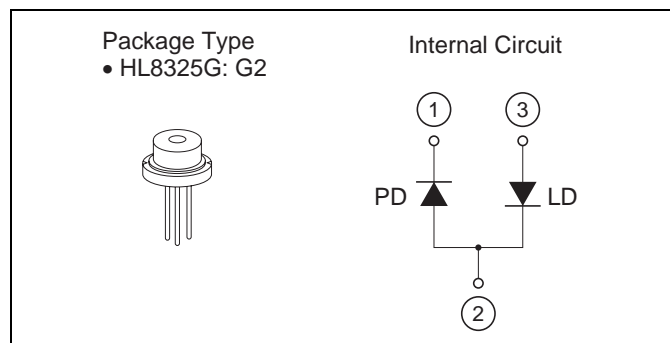 Package Type
• HL8325G: G2
Internal Circuit
1
3
PD
LD
2